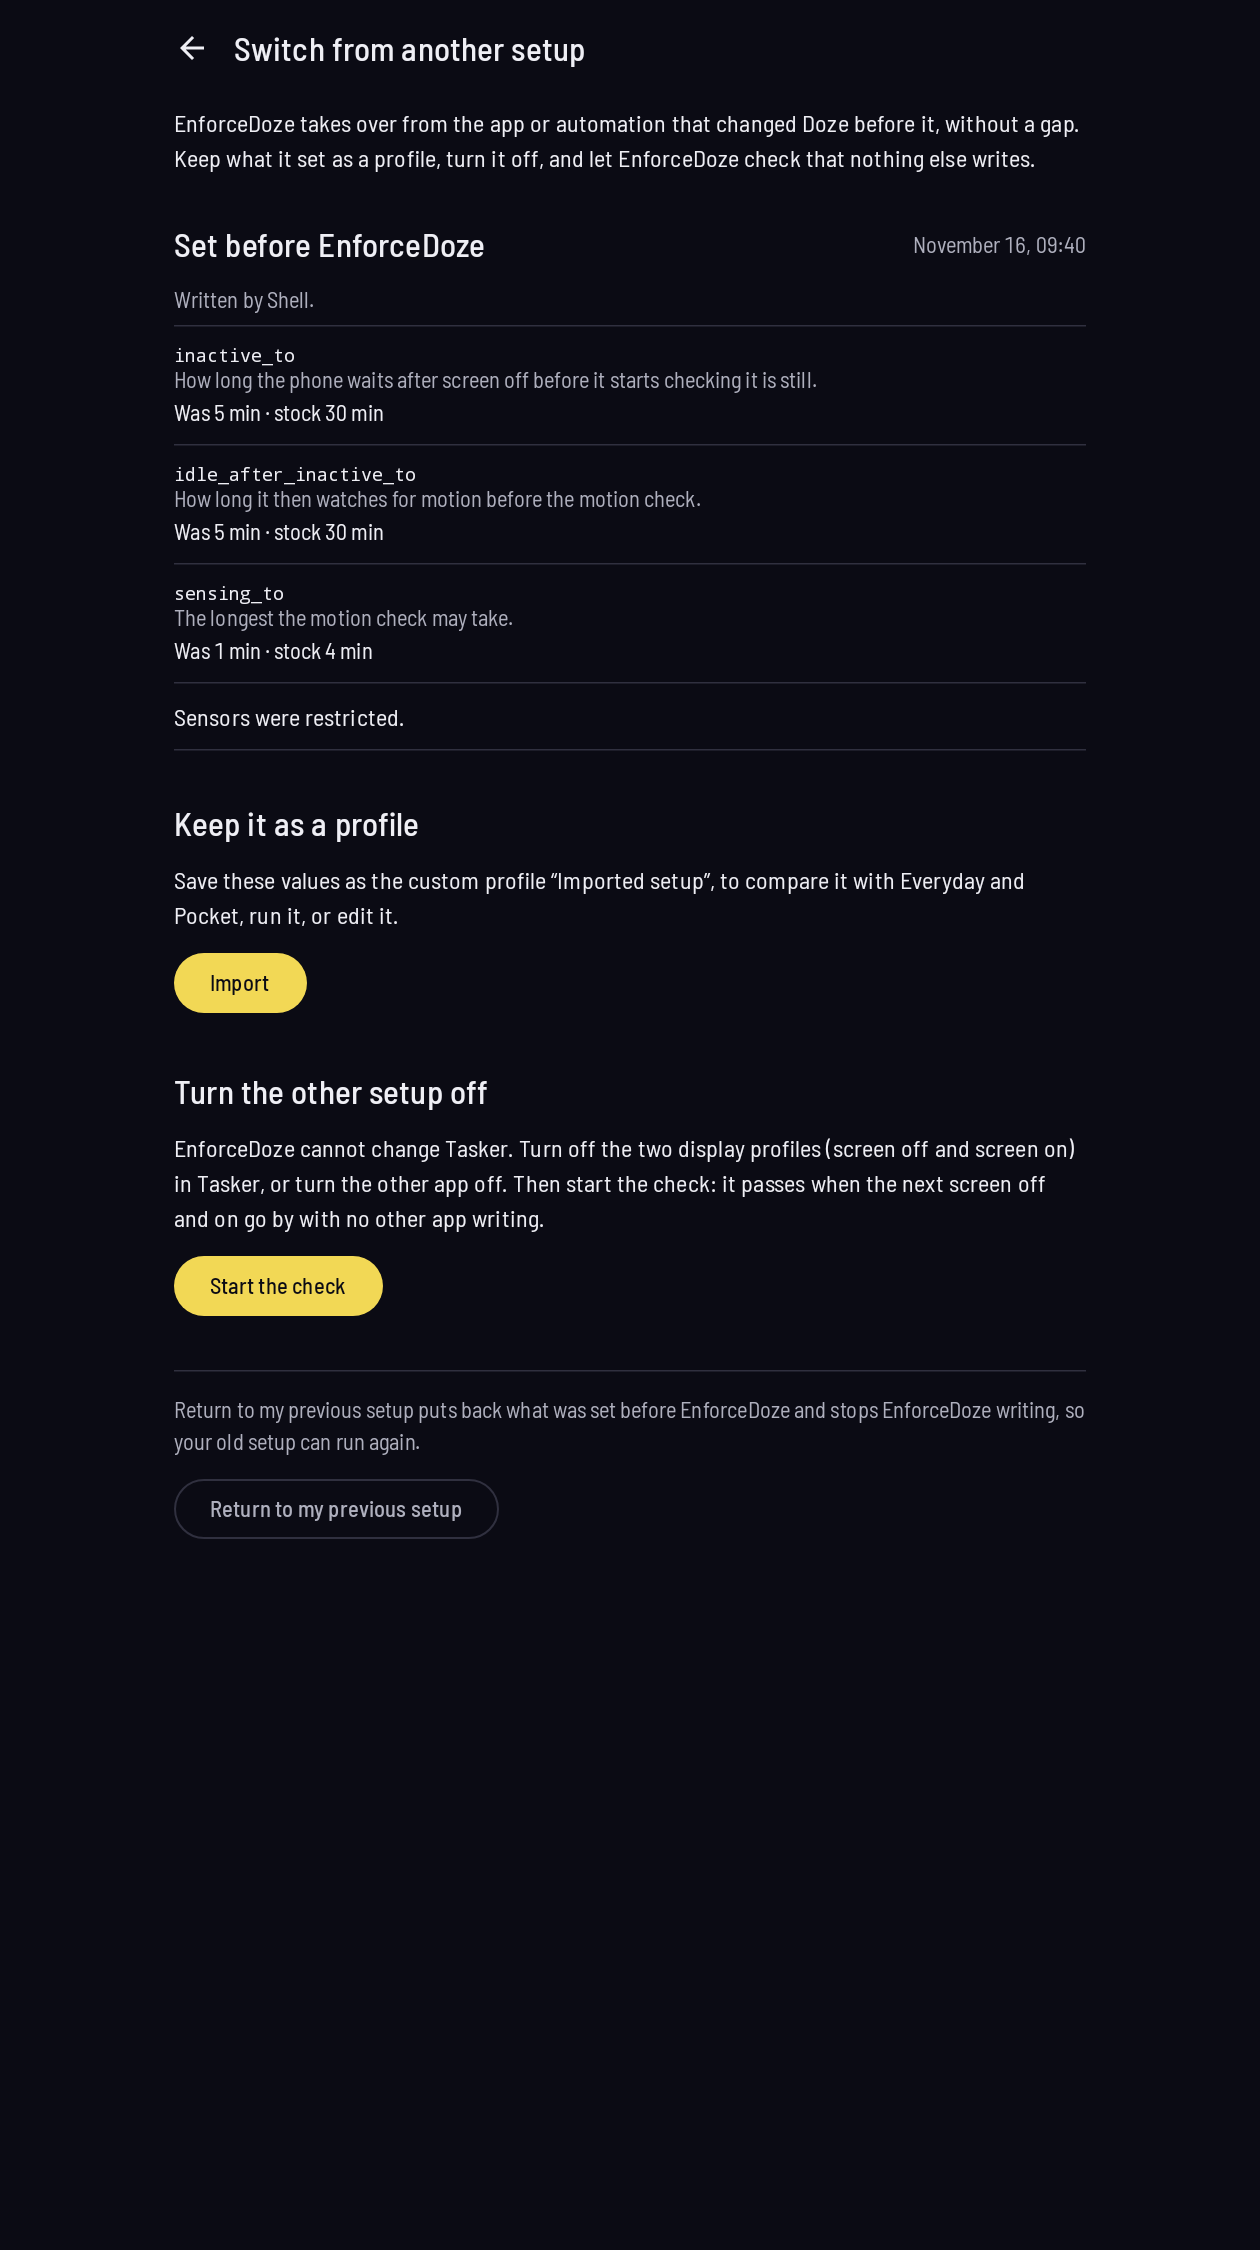 Switch from another setup
EnforceDoze takes over from the app or automation that changed Doze before it, without a gap.
Keep what it set as a profile, turn it off, and let EnforceDoze check that nothing else writes.
Set before EnforceDoze
November 16, 09:40
Written by Shell.
inactive_to
How long the phone waits after screen off before it starts checking it is still.
Was 5 min · stock 30 min
idle_after_inactive_to
How long it then watches for motion before the motion check.
Was 5 min · stock 30 min
sensing_to
The longest the motion check may take.
Was 1 min · stock 4 min
Sensors were restricted.
Keep it as a profile
Save these values as the custom profile “Imported setup”, to compare it with Everyday and
Pocket, run it, or edit it.
Import
Turn the other setup off
EnforceDoze cannot change Tasker. Turn off the two display profiles (screen off and screen on)
in Tasker, or turn the other app off. Then start the check: it passes when the next screen off
and on go by with no other app writing.
Start the check
Return to my previous setup puts back what was set before EnforceDoze and stops EnforceDoze writing, so
your old setup can run again.
Return to my previous setup